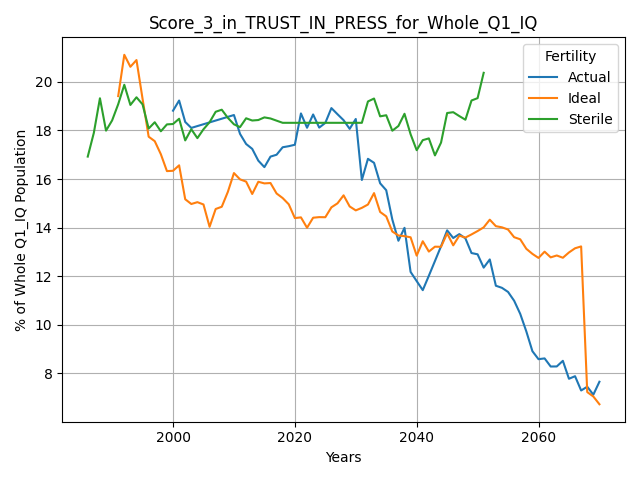 Score_3_in_TRUST_IN_PRESS_for_Whole_Q1_IQ
Fertility
Actual
Ideal
Sterile
% of Whole Q1_IQ Population
20
18
16
14
12
10
8
2000
2020
2040
2060
Years